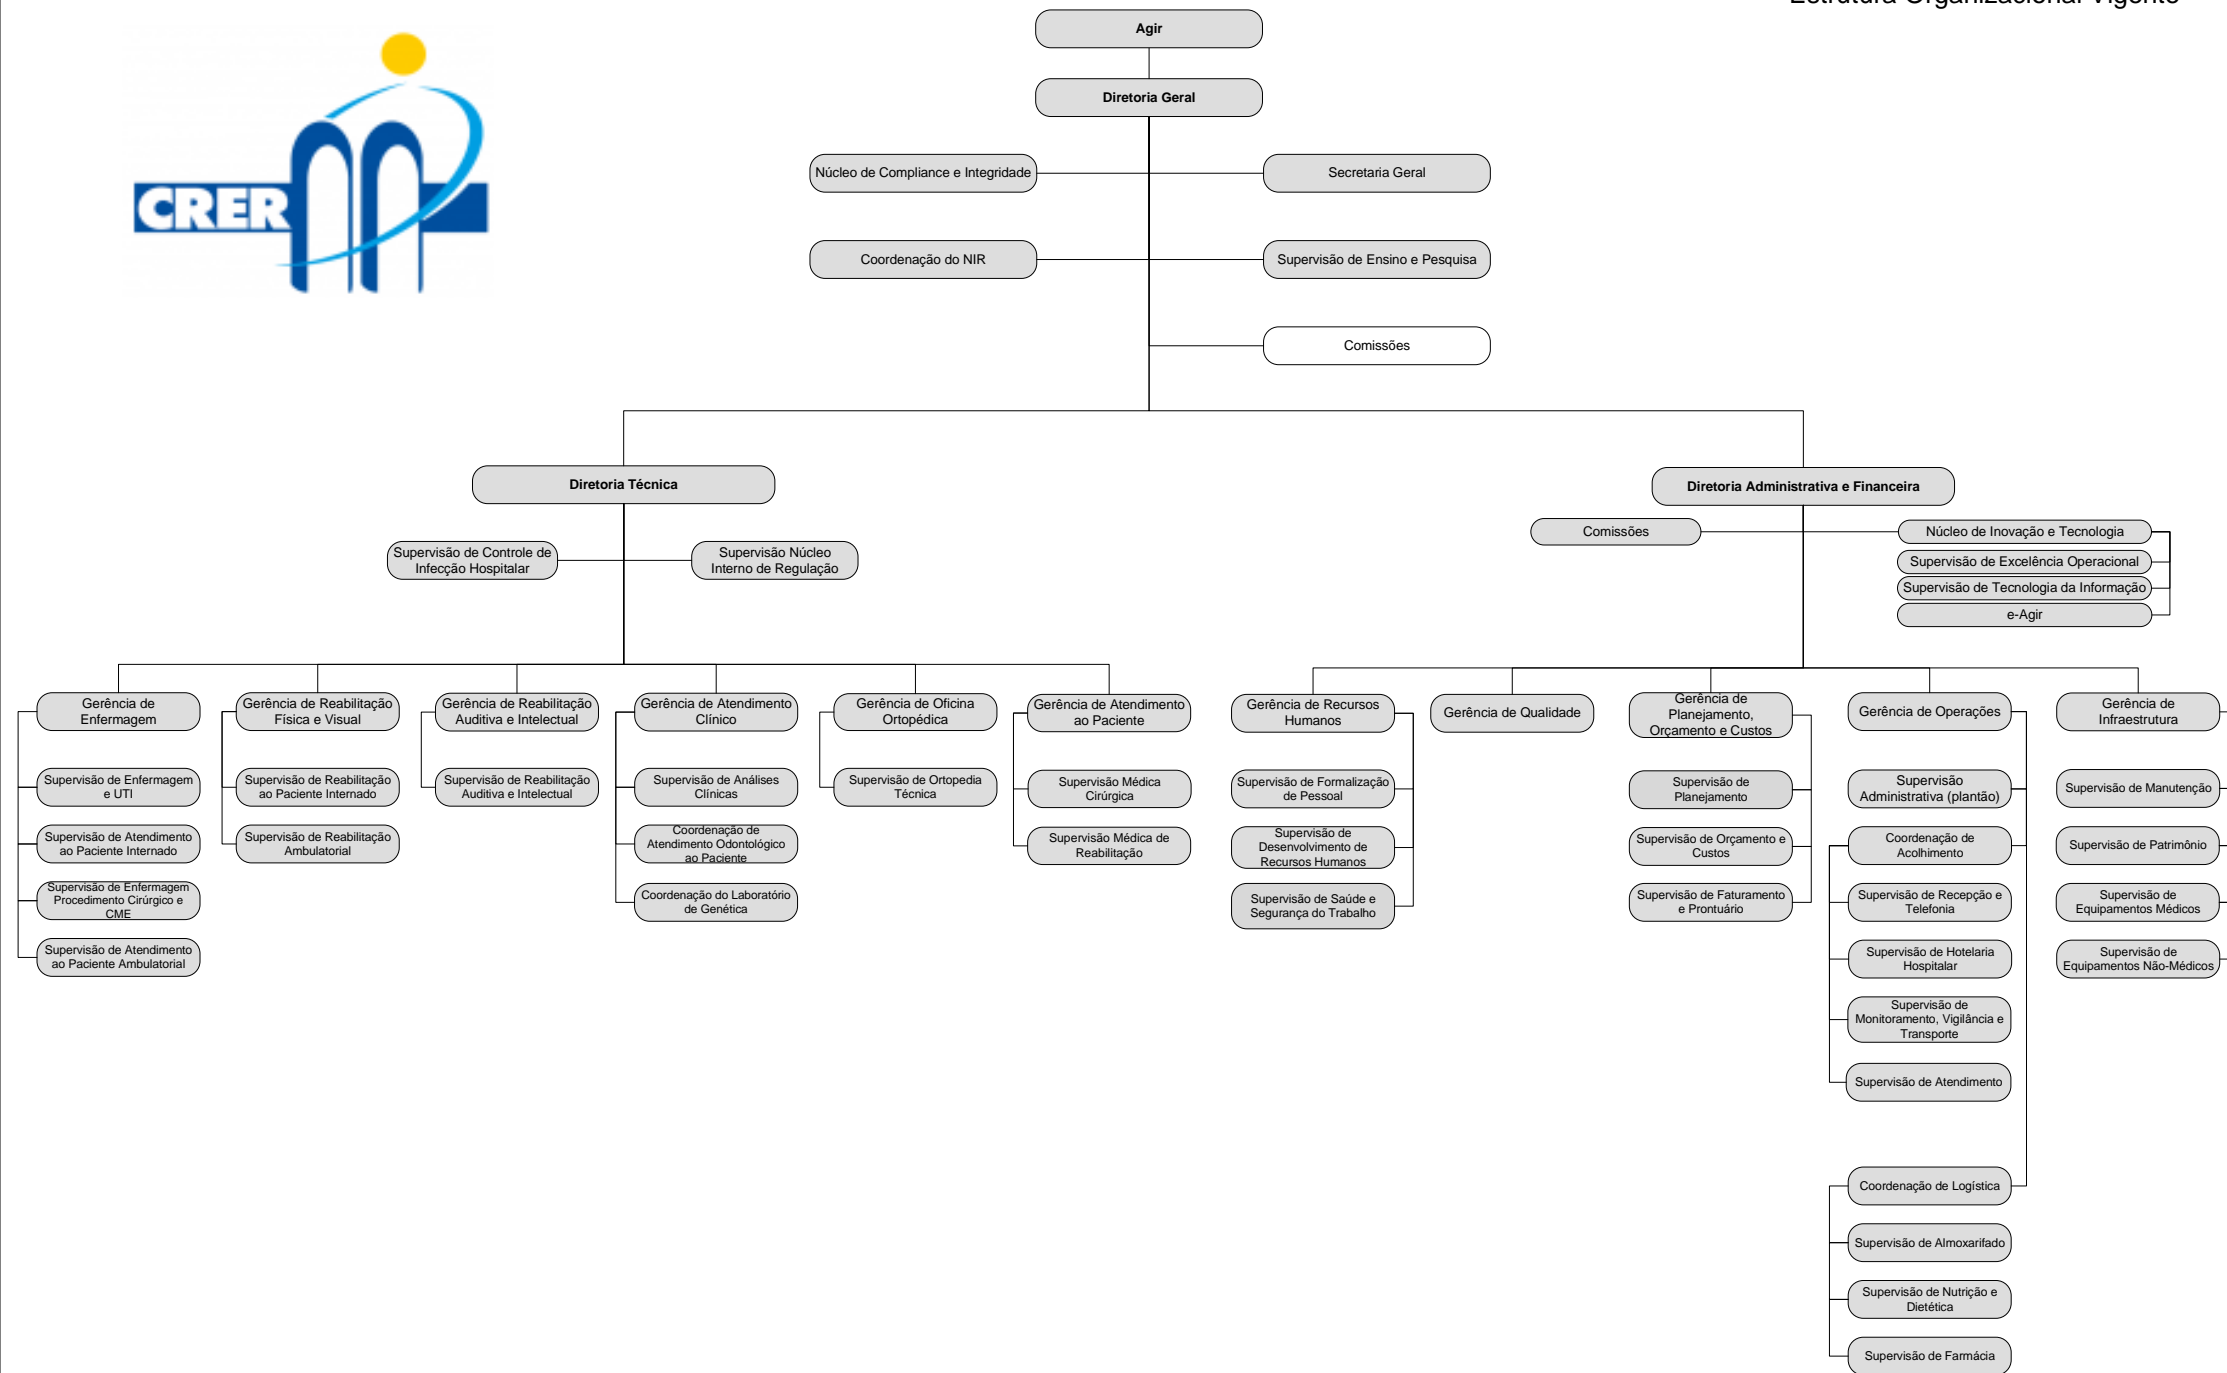 Estrutura Organizacional Vigente
Agir
Diretoria Geral
CRER
Núcleo de Compliance e Integridade
Secretaria Geral
Coordenação do NIR
Supervisão de Ensino e Pesquisa
Comissões
Diretoria Técnica
Diretoria Administrativa e Financeira
Supervisão de Controle de
Infecção Hospitalar
Supervisão Núcleo
Interno de Regulação
Comissões
Núcleo de Inovação e Tecnologia
Supervisão de Excelência Operacional
Supervisão de Tecnologia da Informação
e-Agir
Gerência de
Enfermagem
Supervisão de Enfermagem
e UTI
Supervisão de Atendimento
ao Paciente Internado
Supervisão de Enfermagem
Procedimento Cirúrgico e
CME
Supervisão de Atendimento
ao Paciente Ambulatorial
Gerência de Reabilitação
Física e Visual
Supervisão de Reabilitação
ao Paciente Internado
Supervisão de Reabilitação
Ambulatorial
Gerência de Reabilitação
Auditiva e Intelectual
Supervisão de Reabilitação
Auditiva e Intelectual
Gerência de Atendimento
Clínico
Supervisão de Análises
Clínicas
Coordenação de
Atendimento Odontológico
ao Paciente
Coordenação do Laboratório
de Genética
Gerência de Oficina
Ortopédica
Supervisão de Ortopedia
Técnica
Gerência de Atendimento
ao Paciente
Supervisão Médica
Cirúrgica
Supervisão Médica de
Reabilitação
Gerência de Recursos
Humanos
Supervisão de Formalização
de Pessoal
Supervisão de
Desenvolvimento de
Recursos Humanos
Supervisão de Saúde e
Segurança do Trabalho
Gerência de Qualidade
Gerência de
Planejamento,
Orçamento e Custos
Supervisão de
Planejamento
Supervisão de Orçamento e
Custos
Supervisão de Faturamento
e Prontuário
Gerência de Operações
Supervisão
Administrativa (plantão)
Coordenação de
Acolhimento
Supervisão de Recepção e
Telefonia
Supervisão de Hotelaria
Hospitalar
Supervisão de
Monitoramento, Vigilância e
Transporte
Supervisão de Atendimento
Coordenação de Logística
Supervisão de Almoxarifado
Supervisão de Nutrição e
Dietética
Supervisão de Farmácia
Gerência de
Infraestrutura
Supervisão de Manutenção
Supervisão de Patrimônio
Supervisão de
Equipamentos Médicos
Supervisão de
Equipamentos Não-Médicos